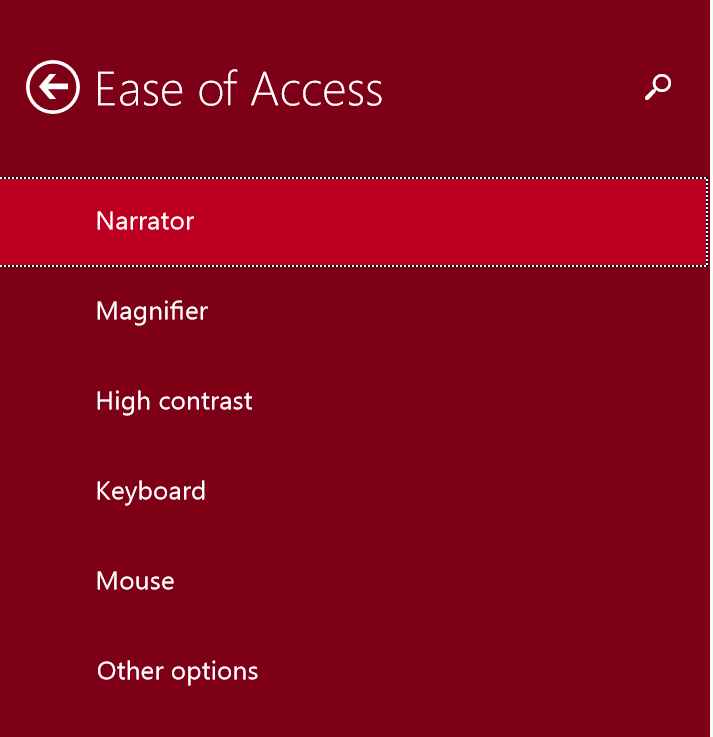 Ease of Access
Narrator
Magnifier
High contrast
Keyboard
Mouse
Other options